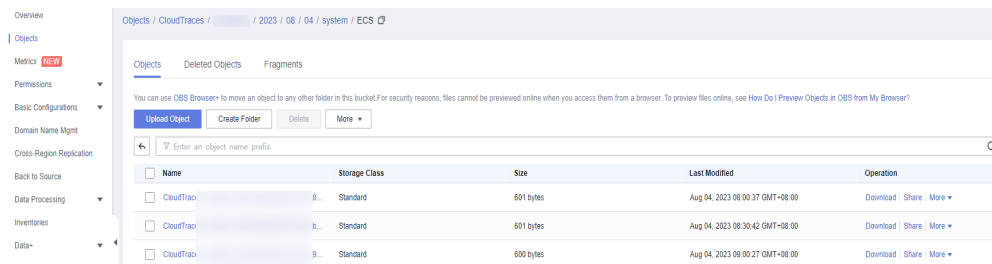 Overview
Objects
Metrics NEW
Permissions
Basic Configurations
Domain Name Mgmt
Cross-Region Replication
Back to Source
Data Processing
Inventories
Data+
Objects / CloudTraces / / 2023 / 08 / 04 / system / ECS
Objects Deleted Objects Fragments
You can use OBS Browser+ to move an object to any other folder in this bucket.For security reasons, files cannot be previewed online when you access them from a browser. To preview files online, see How Do I Preview Objects in OBS from My Browser?
Upload Object Create Folder Delete More
Enter an object name prefix.
Name Storage Class Size Last Modified Operation
CloudTrac 8... Standard 601 bytes Aug 04, 2023 08:00:37 GMT+08:00 Download Share More
CloudTrac b... Standard 601 bytes Aug 04, 2023 08:30:42 GMT+08:00 Download Share More
CloudTrac 9... Standard 600 bytes Aug 04, 2023 09:00:27 GMT+08:00 Download Share More